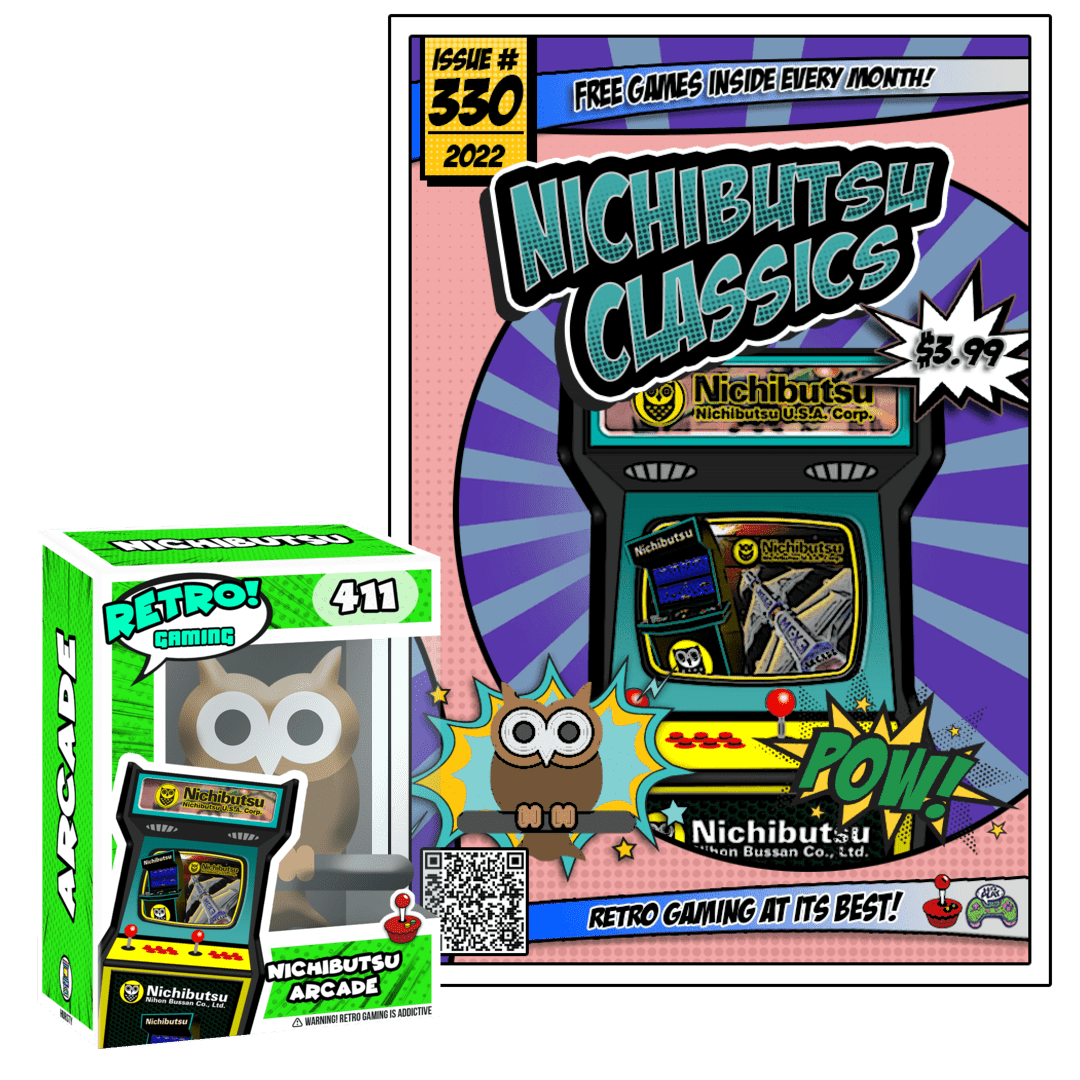 ISSUE #
330
2022
FREE GAMES INSIDE EVERY MONTH!
NICHIBUTSU
CLASSICS
$3.99
Nichibutsu
Nichibutsu U.S.A. Corp.
Nichibutsu
Nichibutsu
POW!
Nichibutsu
Nihon Bussan Co., Ltd.
RETRO GAMING AT ITS BEST!
NICHIBUTSU
RETRO!
GAMING
411
ARCADE
Nichibutsu
Nichibutsu U.S.A. Corp.
Nichibutsu
Nichibutsu
Nichibutsu
Nihon Bussan Co., Ltd.
Nichibutsu
NICHIBUTSU
ARCADE
WARNING! RETRO GAMING IS ADDICTIVE